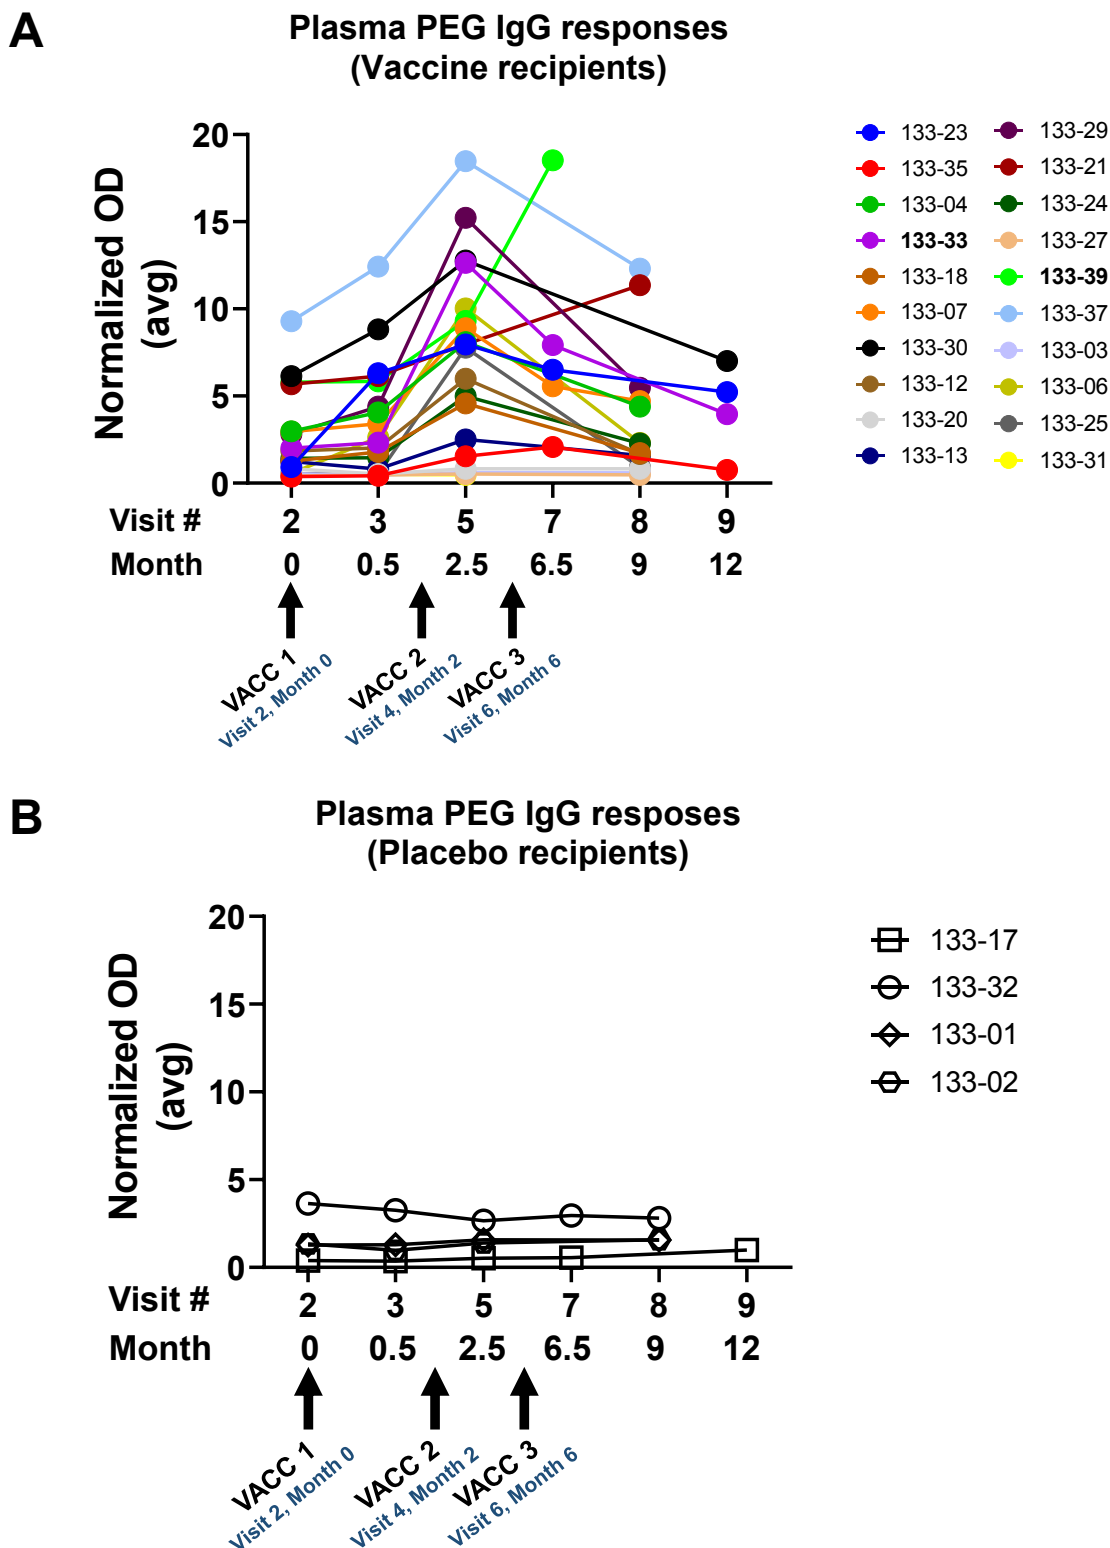 A
Plasma PEG IgG responses
(Vaccine recipients)
Normalized OD
(avg)
20
15
10
5
0
133-23
133-35
133-04
133-33
133-18
133-07
133-30
133-12
133-20
133-13
133-29
133-21
133-24
133-27
133-39
133-37
133-03
133-06
133-25
133-31
Visit # 2 3 5 7 8 9
Month 0 0.5 2.5 6.5 9 12
VACC 1
Visit 2, Month 0
VACC 2
Visit 4, Month 2
VACC 3
Visit 6, Month 6
B
Plasma PEG IgG resposes
(Placebo recipients)
Normalized OD
(avg)
20
15
10
5
0
133-17
133-32
133-01
133-02
Visit # 2 3 5 7 8 9
Month 0 0.5 2.5 6.5 9 12
VACC 1
Visit 2, Month 0
VACC 2
Visit 4, Month 2
VACC 3
Visit 6, Month 6